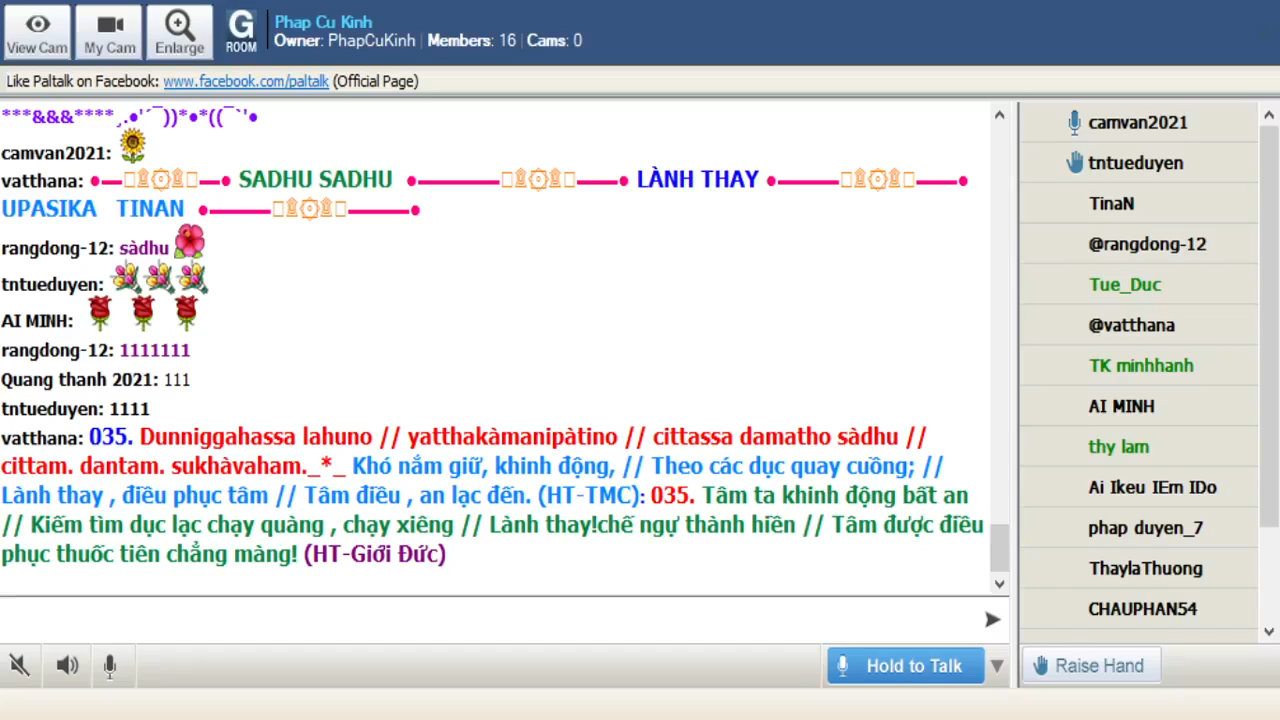 View Cam
My Cam
Enlarge
G
ROOM
Phap Cu Kinh
Owner: PhapCuKinh | Members: 16 | Cams: 0
Like Paltalk on Facebook: www.facebook.com/paltalk (Official Page)
***&&&****¸.•'´¯))*•*((¯`'•
camvan2021:
vatthana: SADHU SADHU LÀNH THAY
UPASIKA TINAN
rangdong-12: sàdhu
tntueduyen:
AI MINH:
rangdong-12: 1111111
Quang thanh 2021: 111
tntueduyen: 1111
vatthana: 035. Dunniggahassa lahuno // yatthakàmanipàtino // cittassa damatho sàdhu //
cittam. dantam. sukhàvaham._*_ Khó nắm giữ, khinh động, // Theo các dục quay cuồng; //
Lành thay , điều phục tâm // Tâm điều , an lạc đến. (HT-TMC): 035. Tâm ta khinh động bất an
// Kiếm tìm dục lạc chạy quàng , chạy xiêng // Lành thay!chế ngự thành hiền // Tâm được điều
phục thuốc tiên chẳng màng! (HT-Giới Đức)
camvan2021
tntueduyen
TinaN
@rangdong-12
Tue_Duc
@vatthana
TK minhhanh
AI MINH
thy lam
Ai lkeu IEm IDo
phap duyen_7
ThaylaThuong
CHAUPHAN54
Hold to Talk
Raise Hand